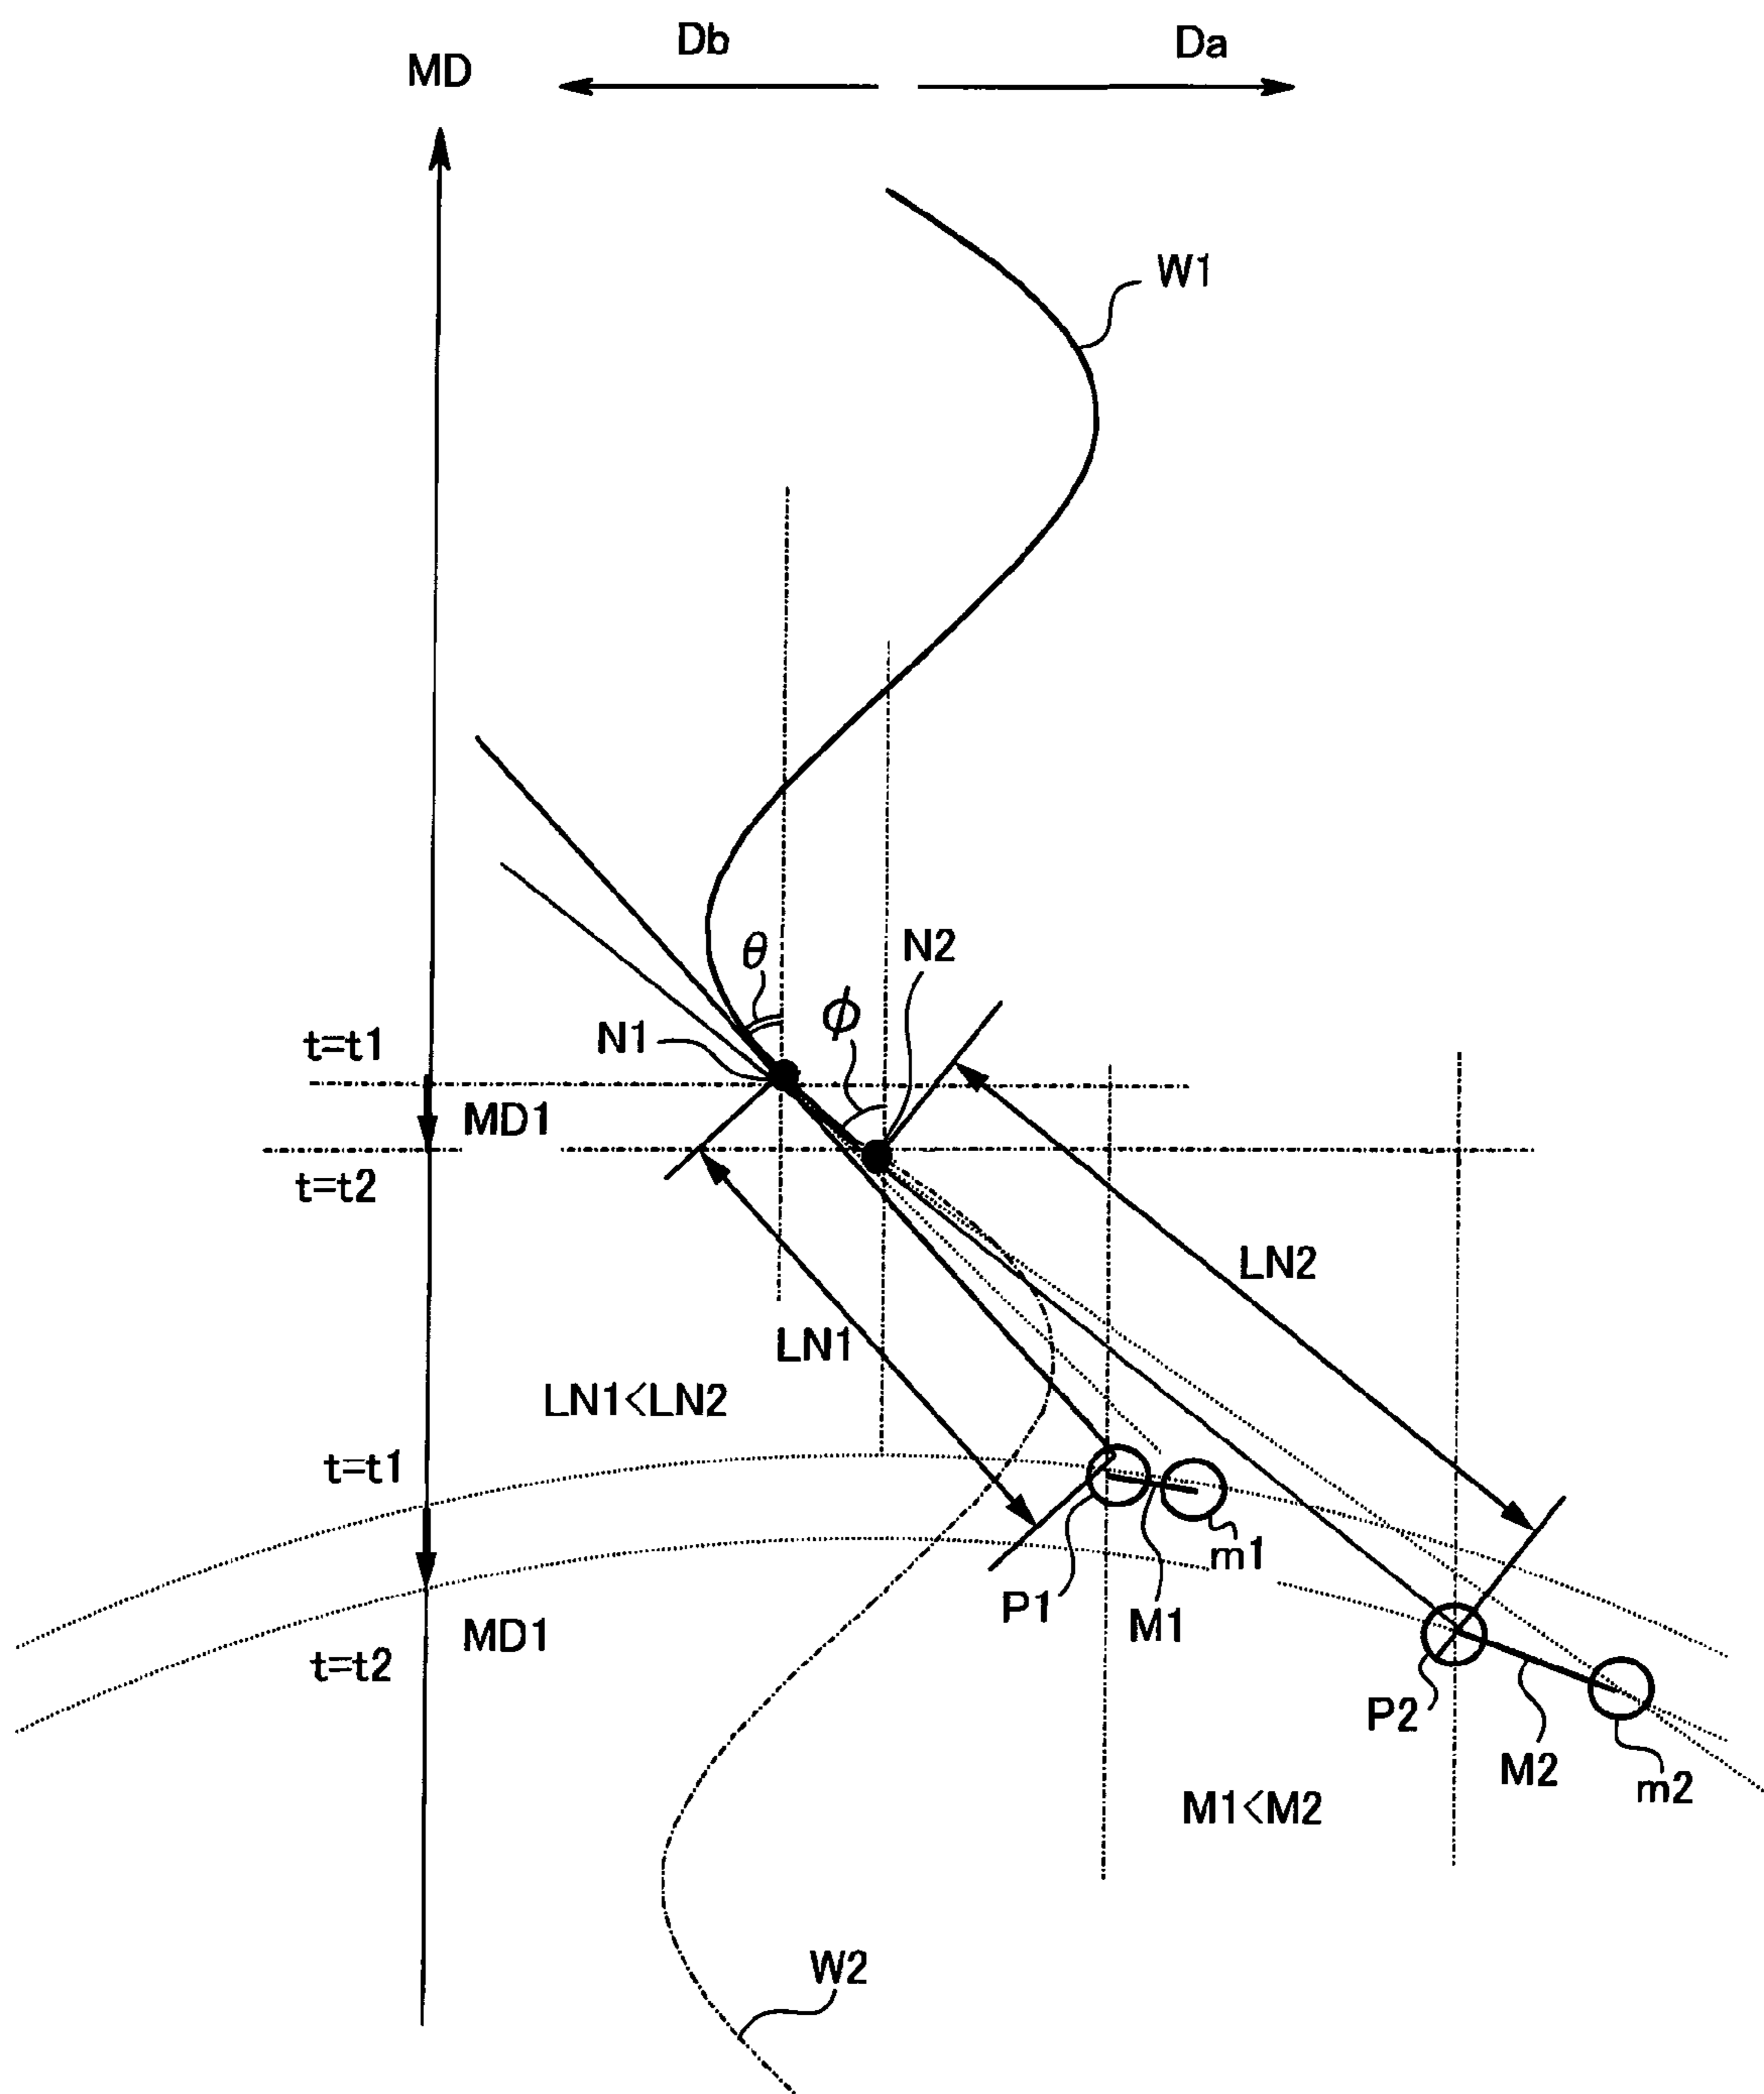 Db
Da
MD
W1
θ
N2
ϕ
N1
t=t1
MD1
t=t2
LN2
LN1
LN1<LN2
t=t1
m1
P1
M1
MD1
t=t2
P2
M2
m2
M1<M2
W2